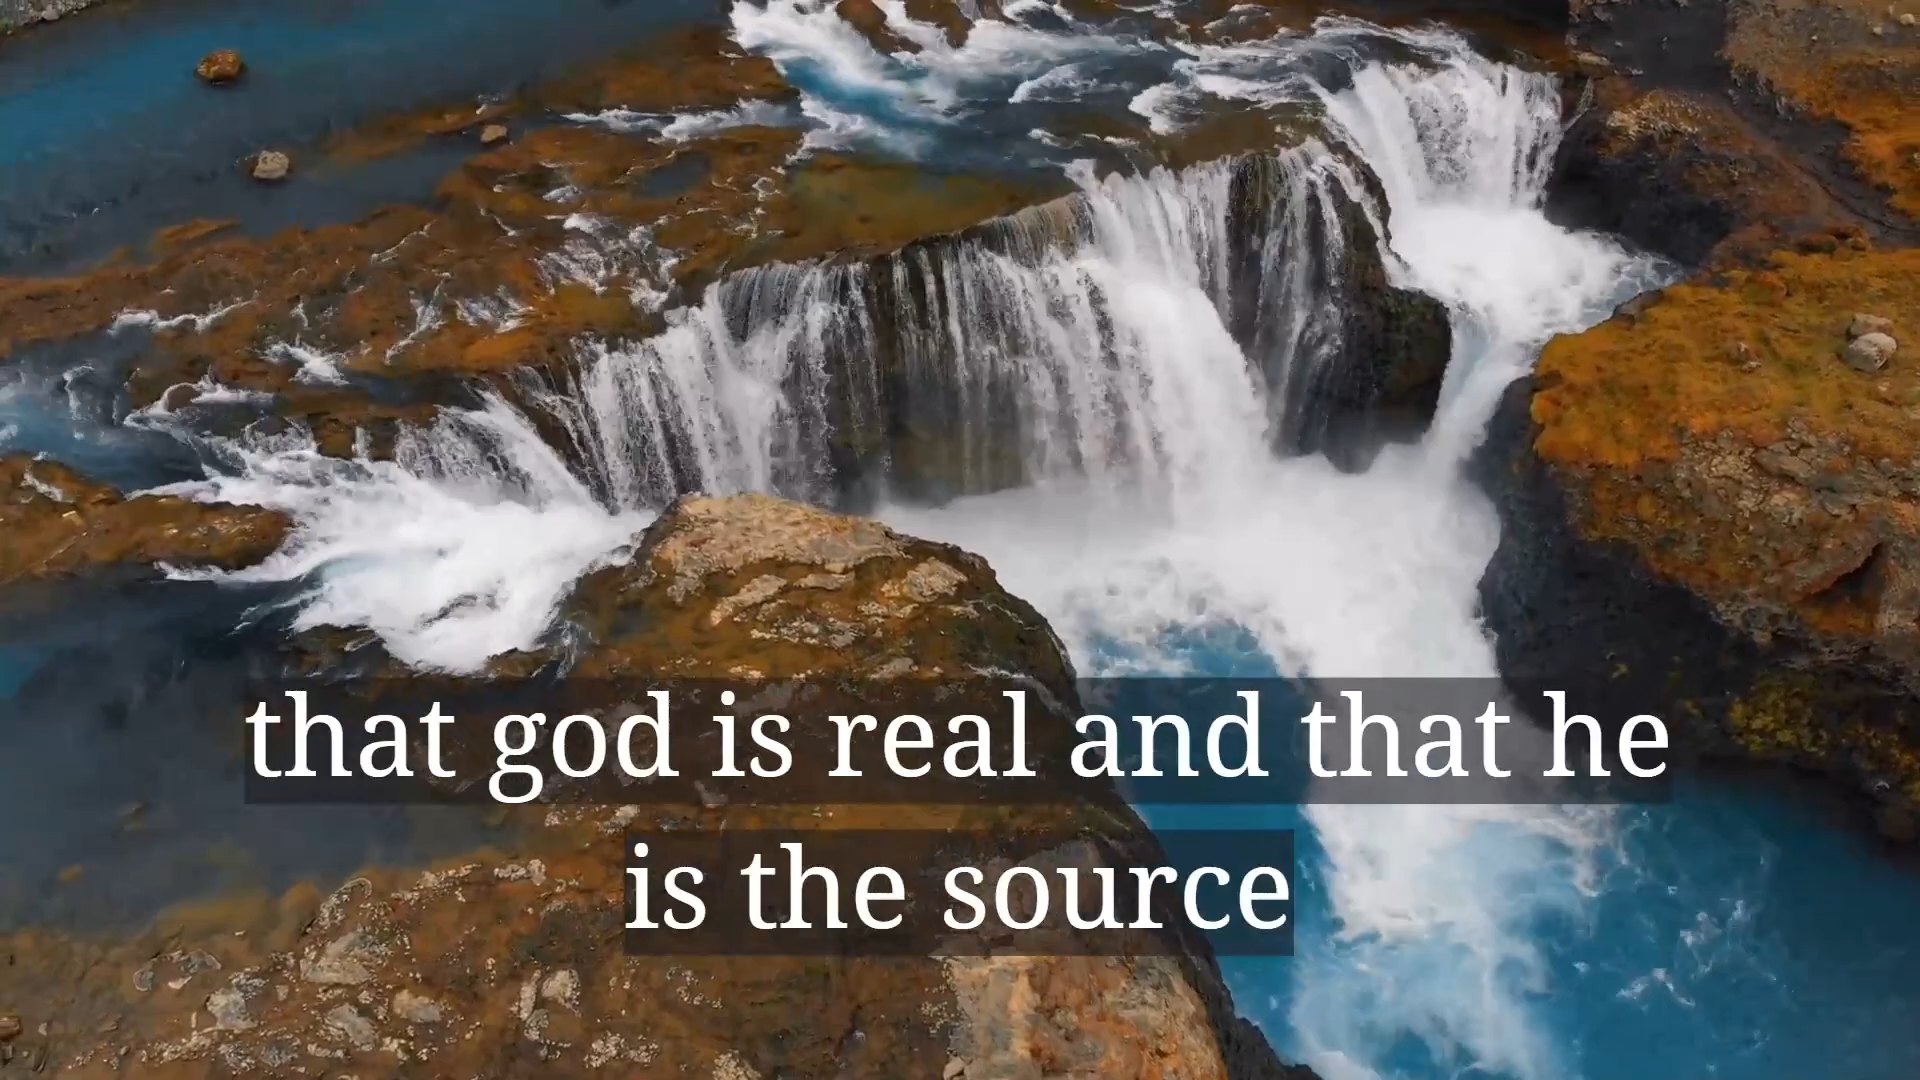 that god is real and that he
is the source